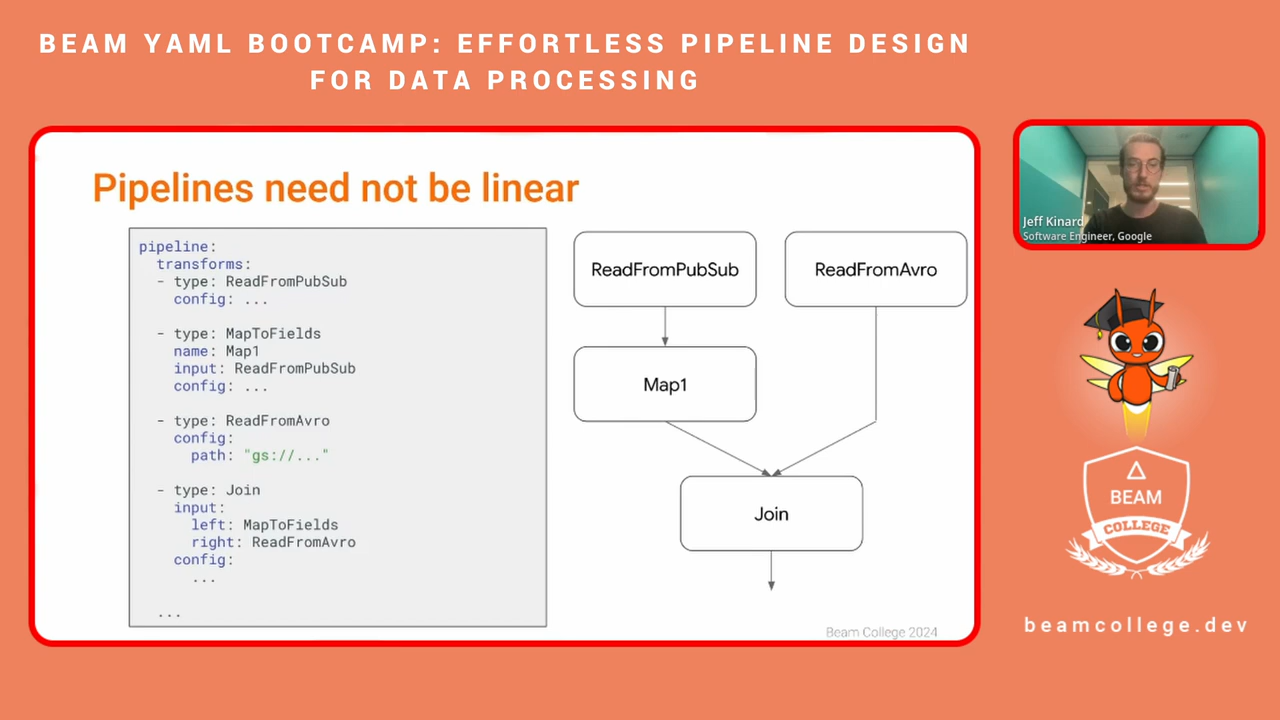 BEAM YAML BOOTCAMP: EFFORTLESS PIPELINE DESIGN
FOR DATA PROCESSING
Pipelines need not be linear
pipeline:
  transforms:
  - type: ReadFromPubSub
    config: ...
  - type: MapToFields
    name: Map1
    input: ReadFromPubSub
    config: ...
  - type: ReadFromAvro
    config:
      path: "gs://..."
  - type: Join
    input:
      left: MapToFields
      right: ReadFromAvro
    config:
      ...
  ...
ReadFromPubSub
ReadFromAvro
Map1
Join
Beam College 2024
Jeff Kinard
Software Engineer, Google
BEAM
COLLEGE
beamcollege.dev